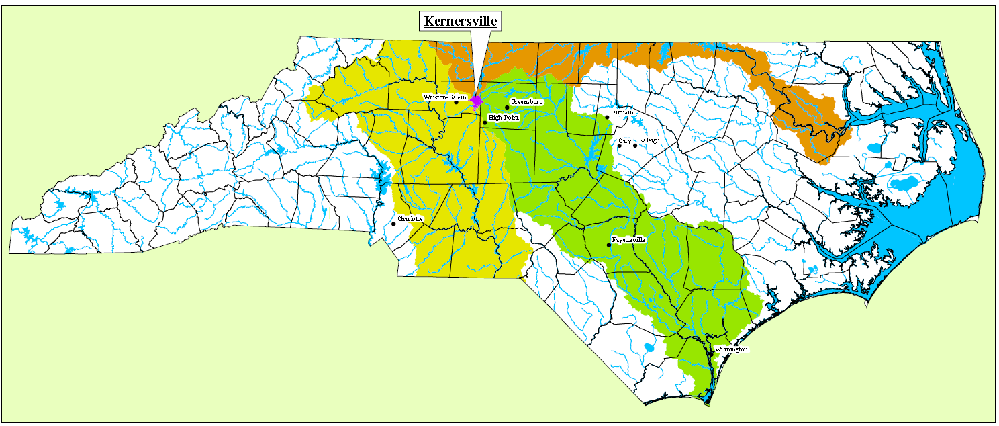 Kernersville
Winston-Salem
Greensboro
High Point
Durham
Cary
Raleigh
Charlotte
Fayetteville
Wilmington